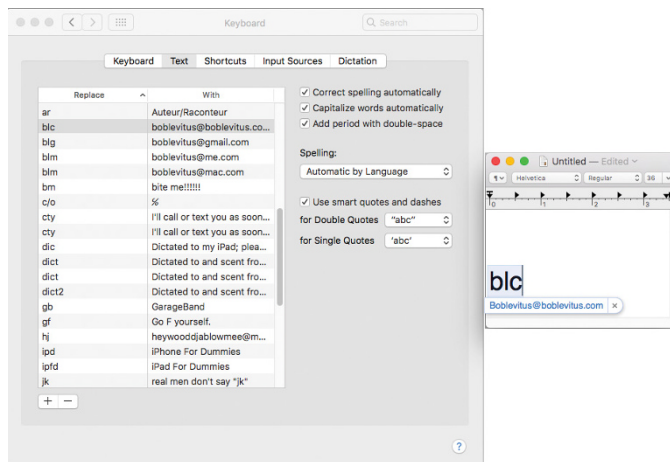 Keyboard
Search
Keyboard Text Shortcuts Input Sources Dictation
Replace With
ar Auteur/Raconteur
blc boblevitus@boblevitus.co...
blg boblevitus@gmail.com
blm boblevitus@me.com
blm boblevitus@mac.com
bm bite me!!!!!!
c/o ℅
cty I'll call or text you as soon...
cty I'll call or text you as soon...
dic Dictated to my iPad; plea...
dict Dictated to and scent fro...
dict Dictated to and scent fro...
dict2 Dictated to and scent fro...
gb GarageBand
gf Go F yourself.
hj heywooddjablowmee@m...
ipd iPhone For Dummies
ipfd iPad For Dummies
jk real men don't say "jk"
+ −
Correct spelling automatically
Capitalize words automatically
Add period with double-space
Spelling:
Automatic by Language
Use smart quotes and dashes
for Double Quotes “abc”
for Single Quotes ‘abc’
?
Untitled — Edited
¶ Helvetica Regular 36
0 1 2 3
blc
Boblevitus@boblevitus.com ×